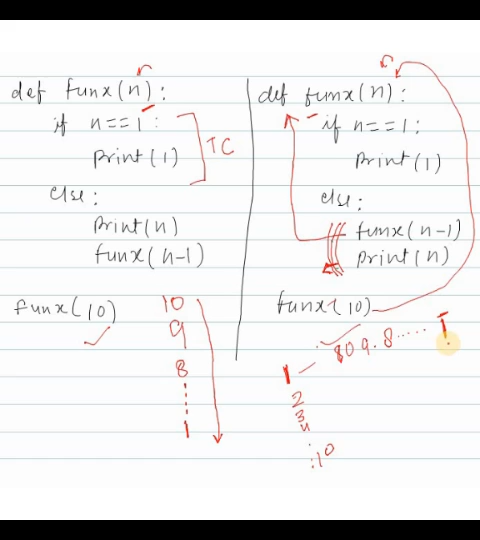 def funx(n):
if n==1:
print(1)
TC
else:
print(n)
funx(n-1)
funx(10)
10
9
8
1
def funx(n):
if n==1:
print(1)
else:
funx(n-1)
print(n)
funx(10)
10 9.8..... 1
1
2
3
4
:10